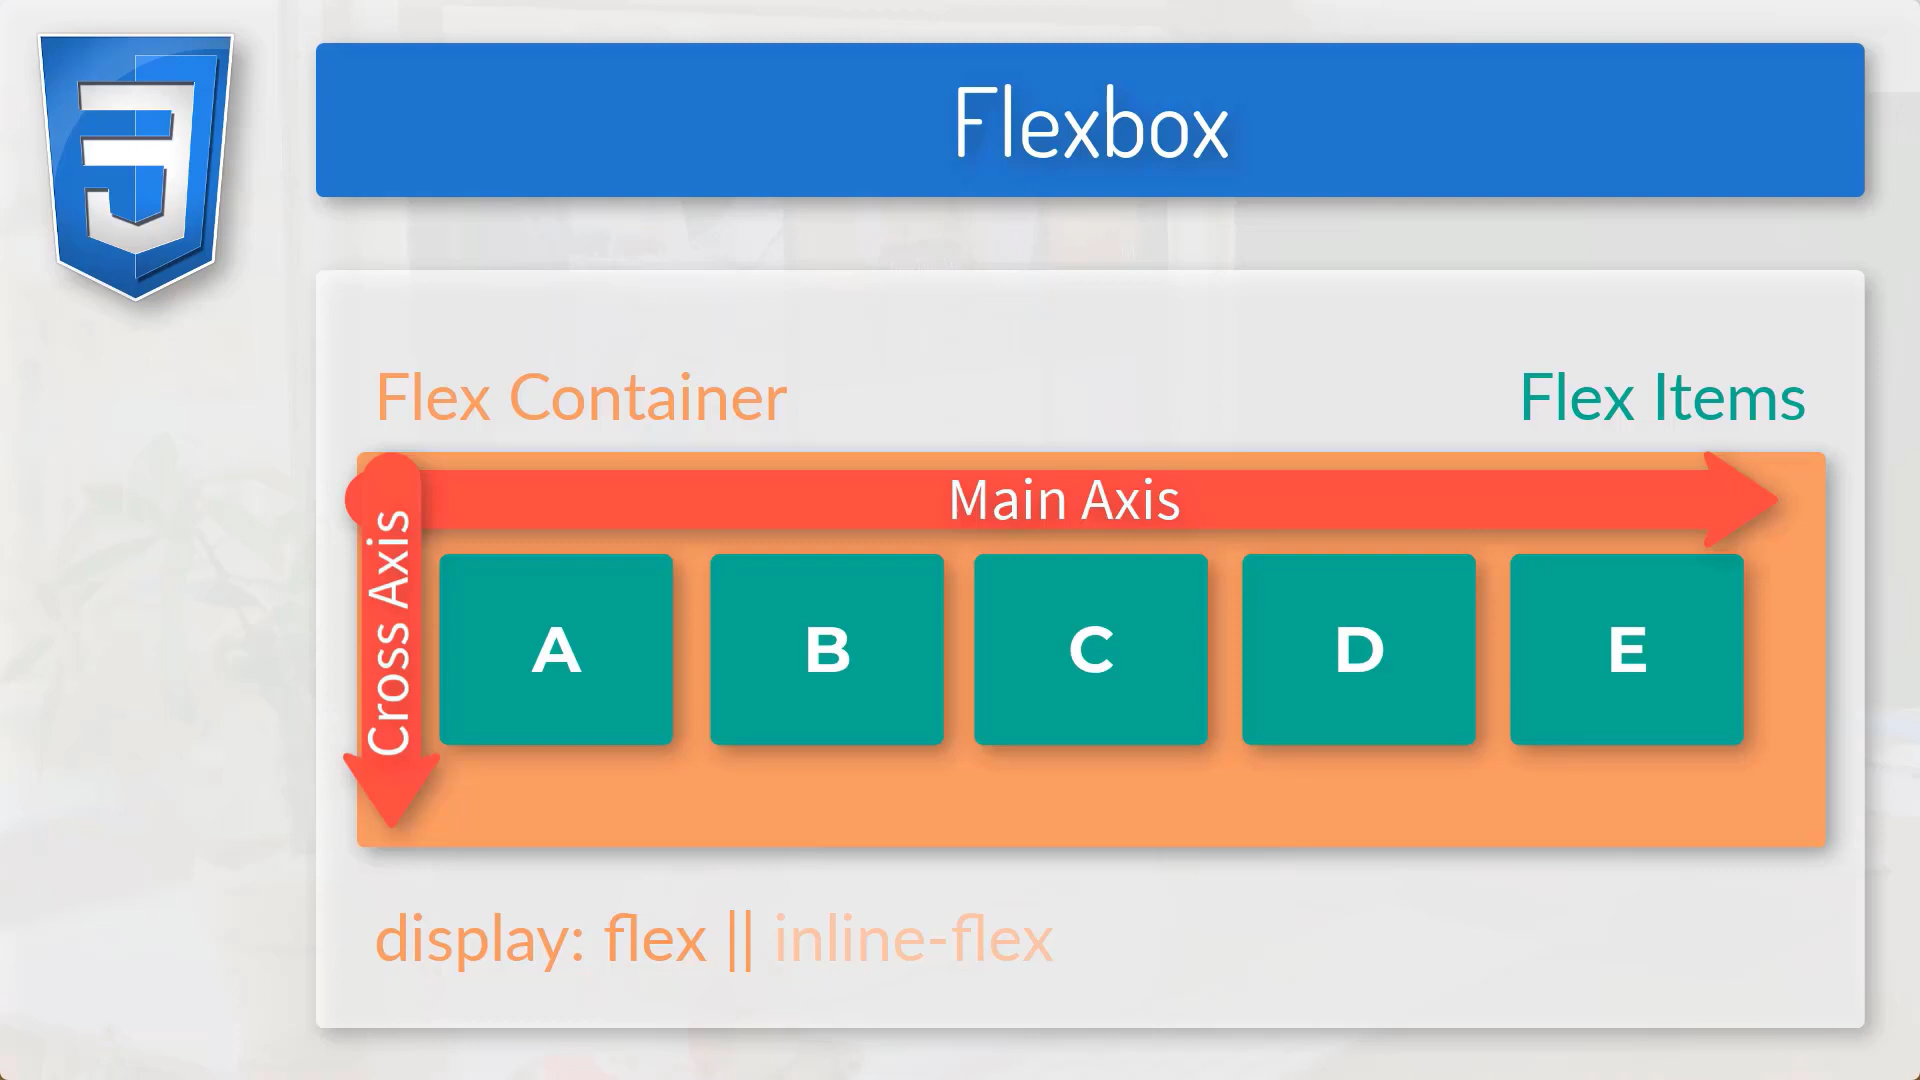 Flexbox
Flex Container
Flex Items
Main Axis
Cross Axis
A
B
C
D
E
display: flex || inline-flex